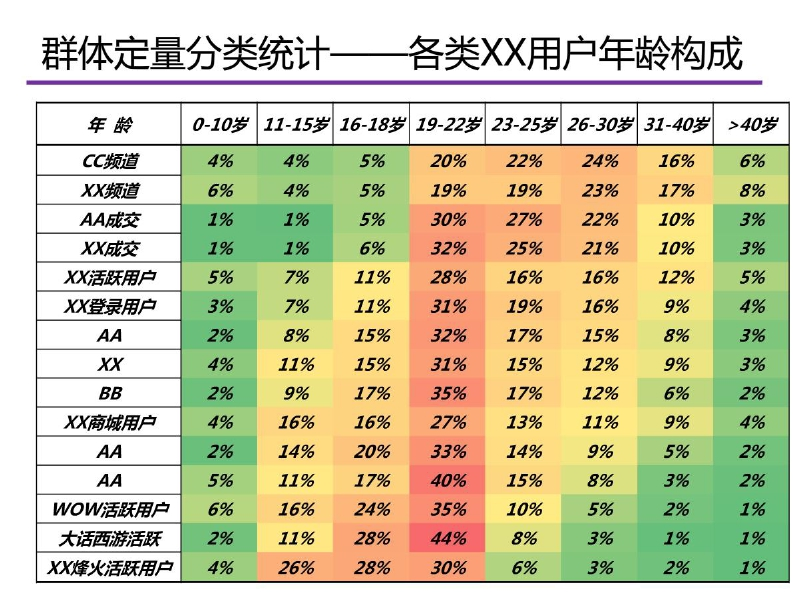 群体定量分类统计——各类XX用户年龄构成
年 龄 0-10岁 11-15岁 16-18岁 19-22岁 23-25岁 26-30岁 31-40岁 >40岁
CC频道 4% 4% 5% 20% 22% 24% 16% 6%
XX频道 6% 4% 5% 19% 19% 23% 17% 8%
AA成交 1% 1% 5% 30% 27% 22% 10% 3%
XX成交 1% 1% 6% 32% 25% 21% 10% 3%
XX活跃用户 5% 7% 11% 28% 16% 16% 12% 5%
XX登录用户 3% 7% 11% 31% 19% 16% 9% 4%
AA 2% 8% 15% 32% 17% 15% 8% 3%
XX 4% 11% 15% 31% 15% 12% 9% 3%
BB 2% 9% 17% 35% 17% 12% 6% 2%
XX商城用户 4% 16% 16% 27% 13% 11% 9% 4%
AA 2% 14% 20% 33% 14% 9% 5% 2%
AA 5% 11% 17% 40% 15% 8% 3% 2%
WOW活跃用户 6% 16% 24% 35% 10% 5% 2% 1%
大话西游活跃 2% 11% 28% 44% 8% 3% 1% 1%
XX烽火活跃用户 4% 26% 28% 30% 6% 3% 2% 1%